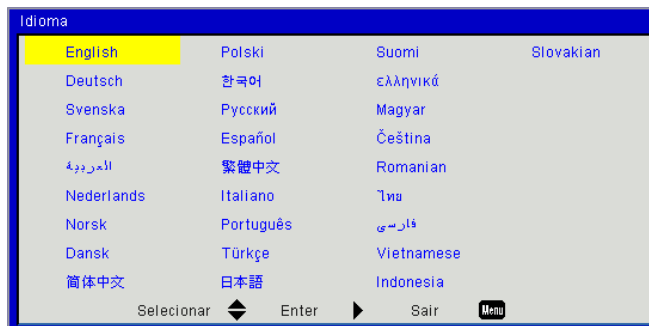 Idioma
English Polski Suomi Slovakian
Deutsch 한국어 ελληνικά
Svenska Русский Magyar
Français Español Čeština
العربية 繁體中文 Romanian
Nederlands Italiano ไทย
Norsk Português فارسی
Dansk Türkçe Vietnamese
简体中文 日本語 Indonesia
Selecionar Enter Sair Menu